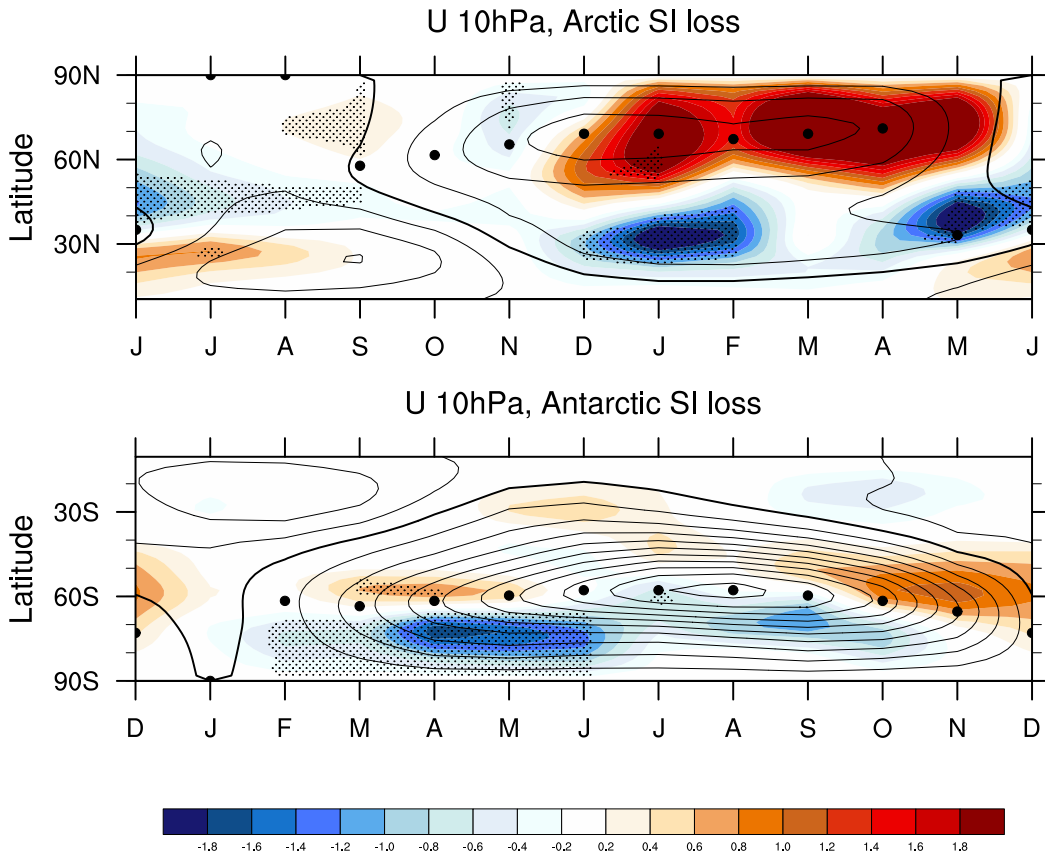 U 10hPa, Arctic SI loss
90N
60N
30N
Latitude
J J A S O N D J F M A M J
U 10hPa, Antarctic SI loss
30S
60S
90S
Latitude
D J F M A M J J A S O N D
-1.8 -1.6 -1.4 -1.2 -1.0 -0.8 -0.6 -0.4 -0.2 0.2 0.4 0.6 0.8 1.0 1.2 1.4 1.6 1.8